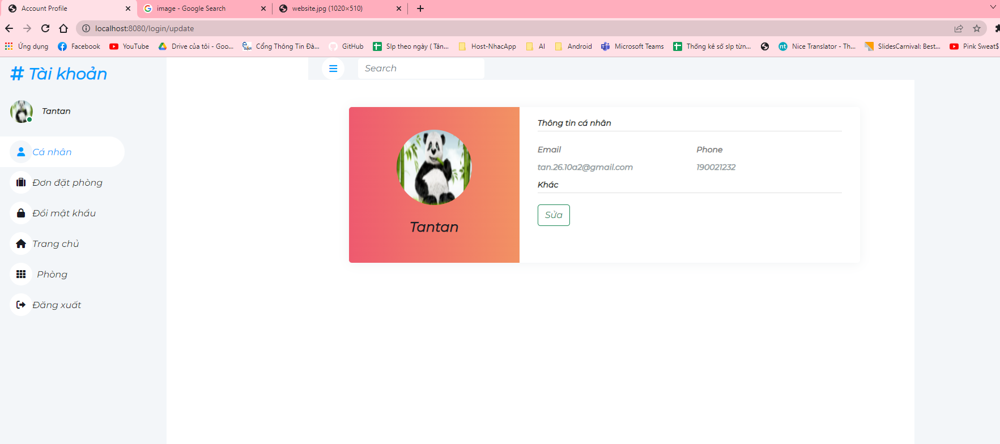 Account Profile
image - Google Search
website.jpg (1020×510)
localhost:8080/login/update
Ứng dụng
Facebook
YouTube
Drive của tôi - Goo...
Cổng Thông Tin Đà...
GitHub
Slp theo ngày ( Tân...
Host-NhacApp
AI
Android
Microsoft Teams
Thống kê số slp từn...
nt
Nice Translator - Th...
SlidesCarnival: Best...
Pink Sweat$
# Tài khoản
Search
Tantan
Cá nhân
Đơn đặt phòng
Đổi mật khẩu
Trang chủ
Phòng
Đăng xuất
Tantan
Thông tin cá nhân
Email
Phone
tan.26.10a2@gmail.com
190021232
Khác
Sửa